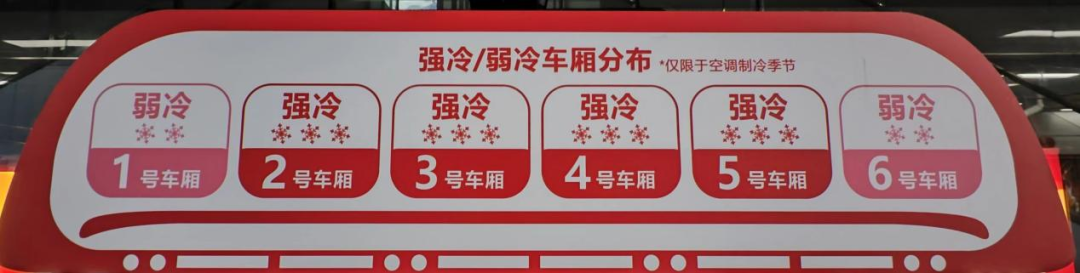 强冷/弱冷车厢分布 *仅限于空调制冷季节
弱冷 强冷 强冷 强冷 强冷 弱冷
1号车厢 2号车厢 3号车厢 4号车厢 5号车厢 6号车厢